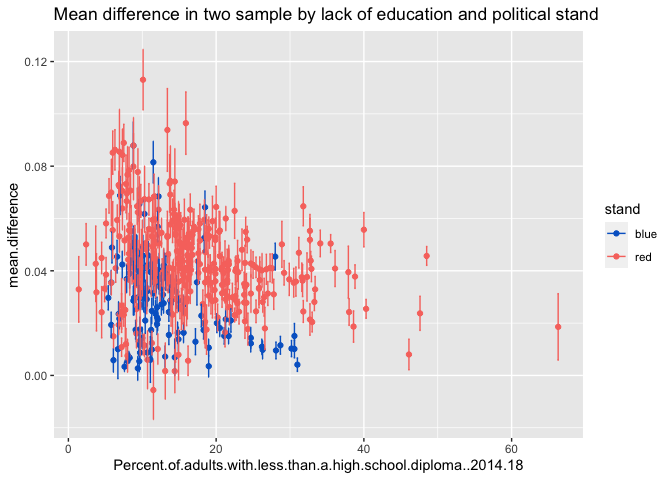 Mean difference in two sample by lack of education and political stand
0.12
0.08
0.04
0.00
mean.difference
0
20
40
60
Percent.of.adults.with.less.than.a.high.school.diploma..2014.18
stand
blue
red